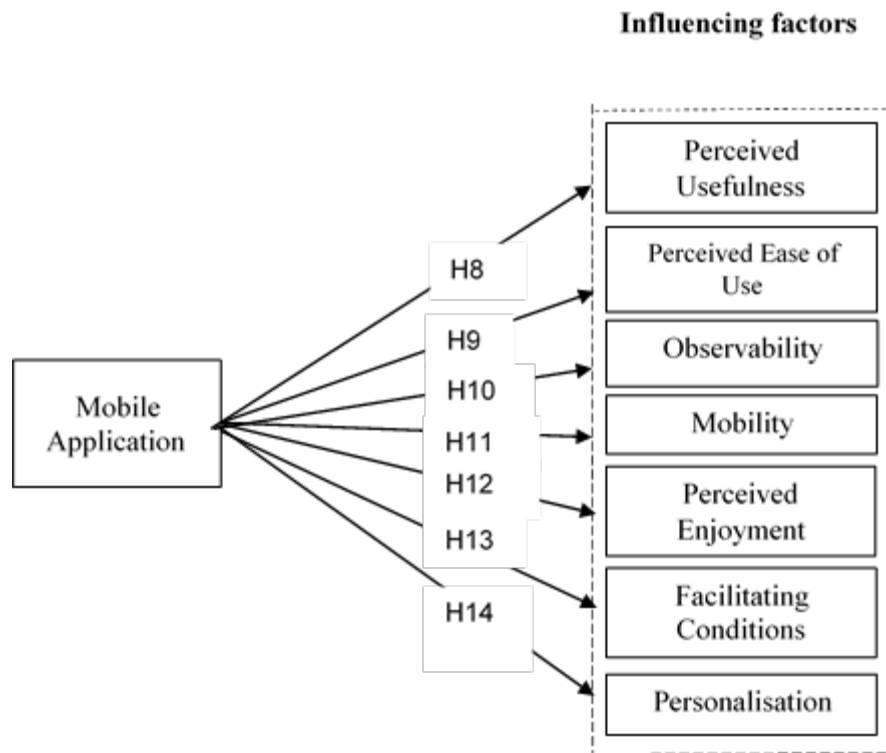 Influencing factors
Perceived
Usefulness
H8
Perceived Ease of
Use
H9
Observability
Mobile
Application
H10
Mobility
H11
H12
Perceived
Enjoyment
H13
Facilitating
Conditions
H14
Personalisation